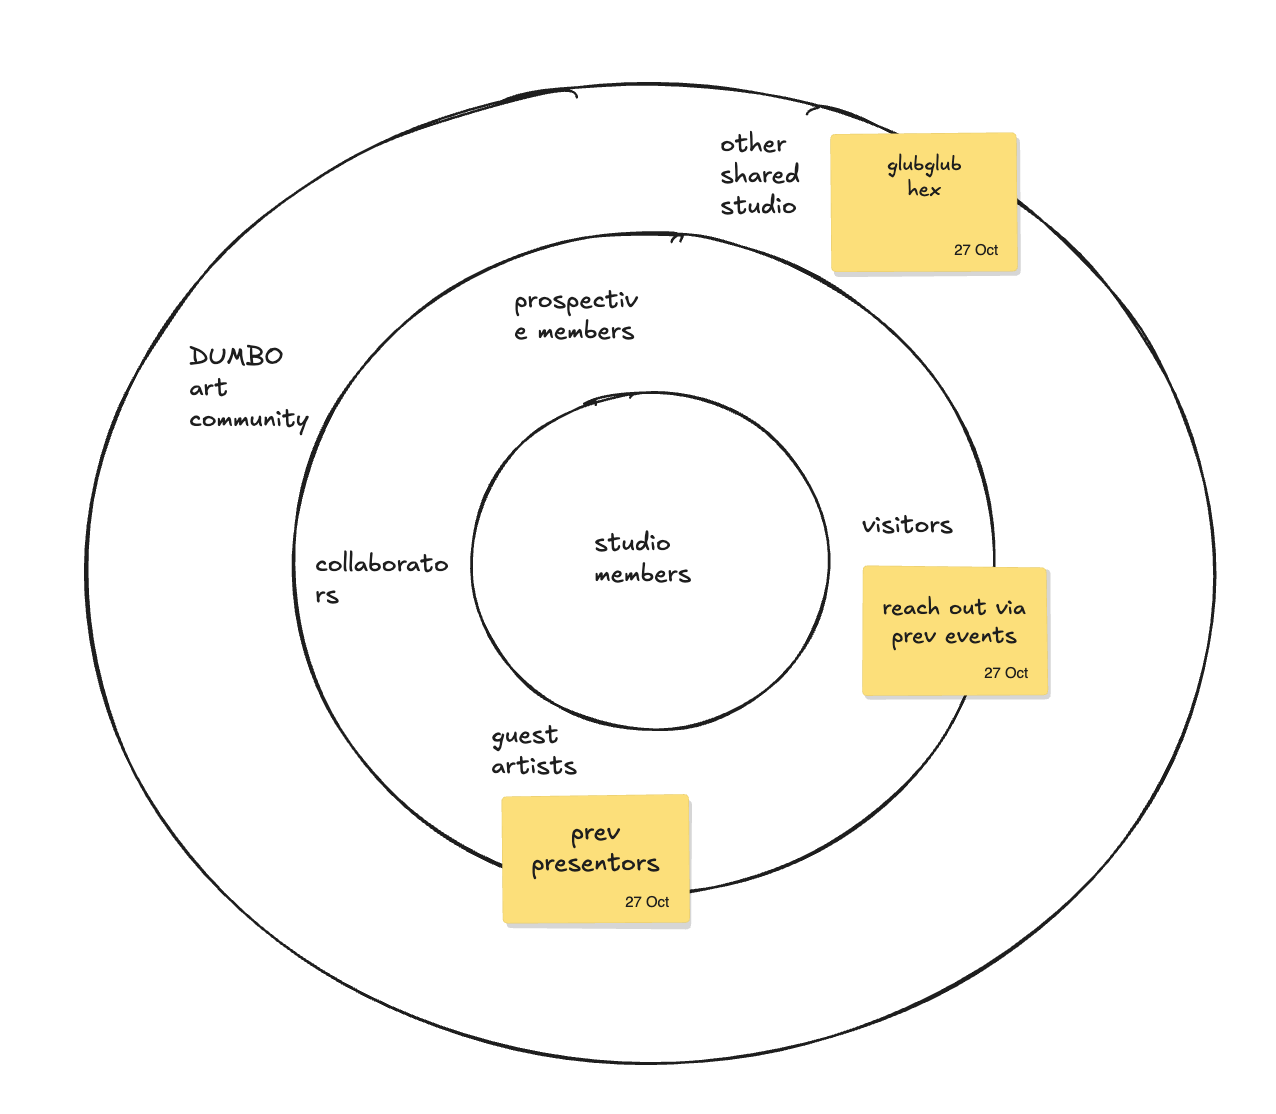 other
shared
studio
glubglub
hex
27 Oct
prospectiv
e members
DUMBO
art
community
visitors
collaborato
rs
studio
members
reach out via
prev events
27 Oct
guest
artists
prev
presentors
27 Oct